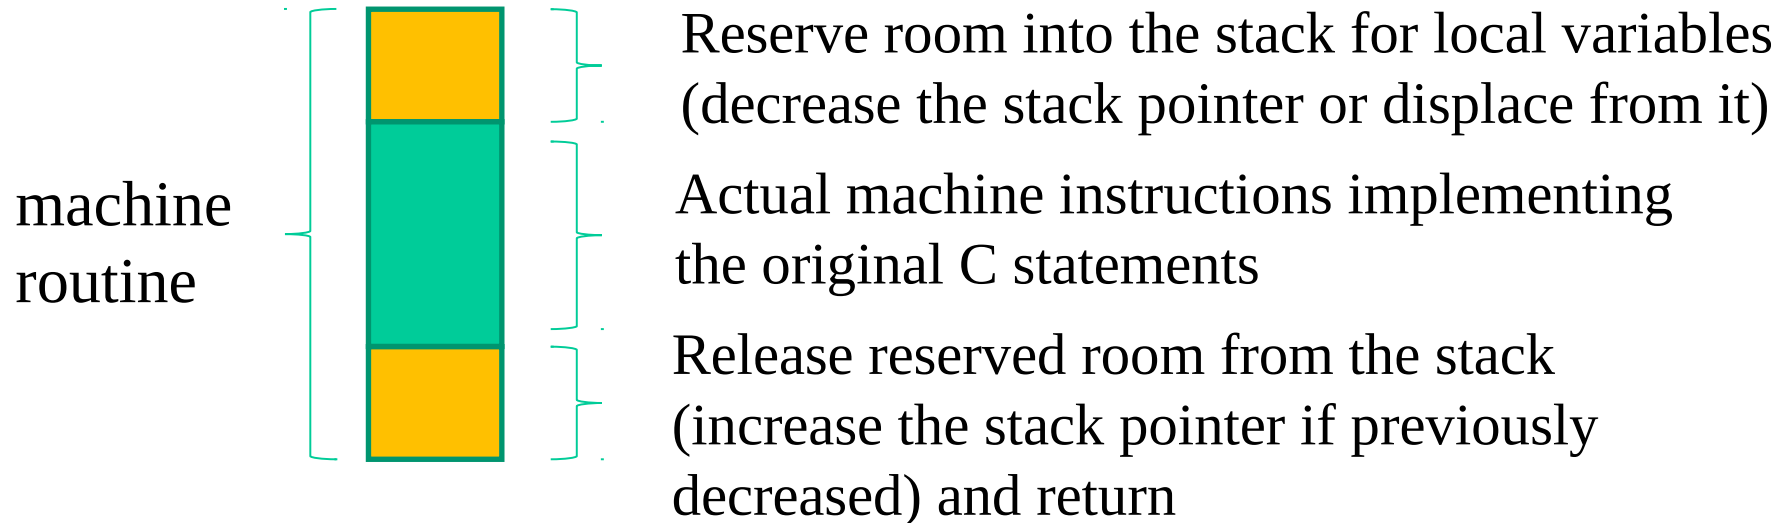 Reserve room into the stack for local variables
(decrease the stack pointer or displace from it)
machine
routine
Actual machine instructions implementing
the original C statements
Release reserved room from the stack
(increase the stack pointer if previously
decreased) and return